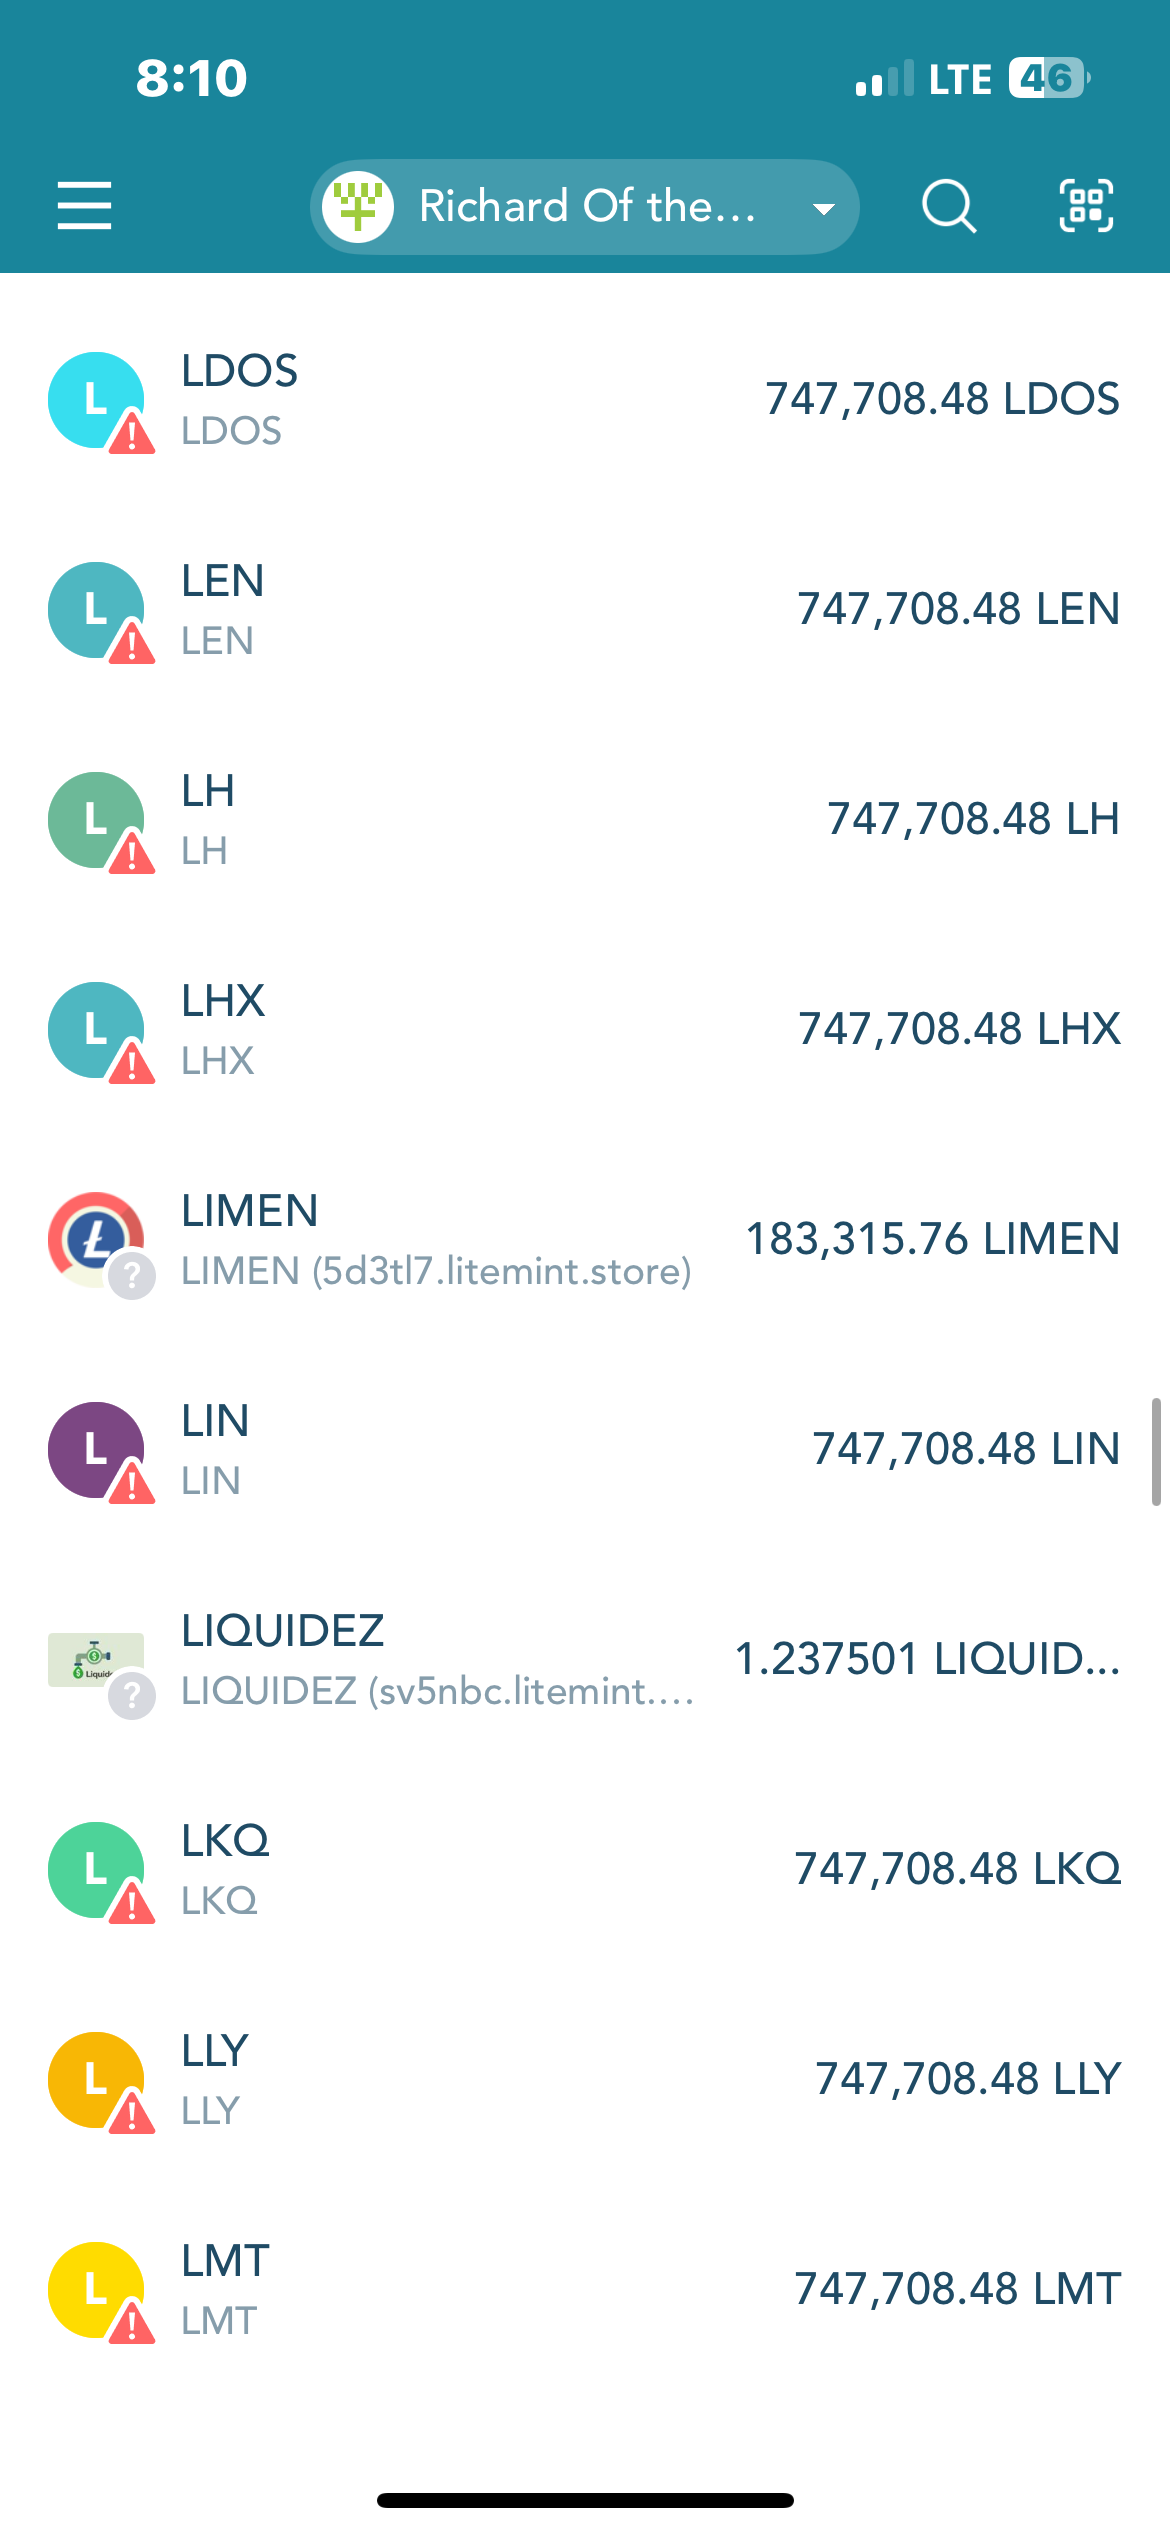 8:10
LTE 46
Richard Of the...
L
LDOS
LDOS
747,708.48 LDOS
L
LEN
LEN
747,708.48 LEN
L
LH
LH
747,708.48 LH
L
LHX
LHX
747,708.48 LHX
Ł
?
LIMEN
LIMEN (5d3tl7.litemint.store)
183,315.76 LIMEN
L
LIN
LIN
747,708.48 LIN
?
LIQUIDEZ
LIQUIDEZ (sv5nbc.litemint....
1.237501 LIQUID...
L
LKQ
LKQ
747,708.48 LKQ
L
LLY
LLY
747,708.48 LLY
L
LMT
LMT
747,708.48 LMT